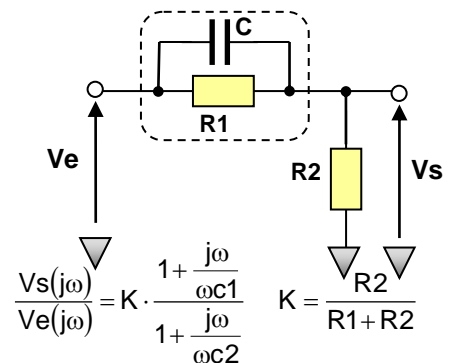 C
R1
Ve
R2
Vs
Vs(jω)/Ve(jω) = K · (1 + jω/ωc1)/(1 + jω/ωc2)    K = R2/(R1 + R2)